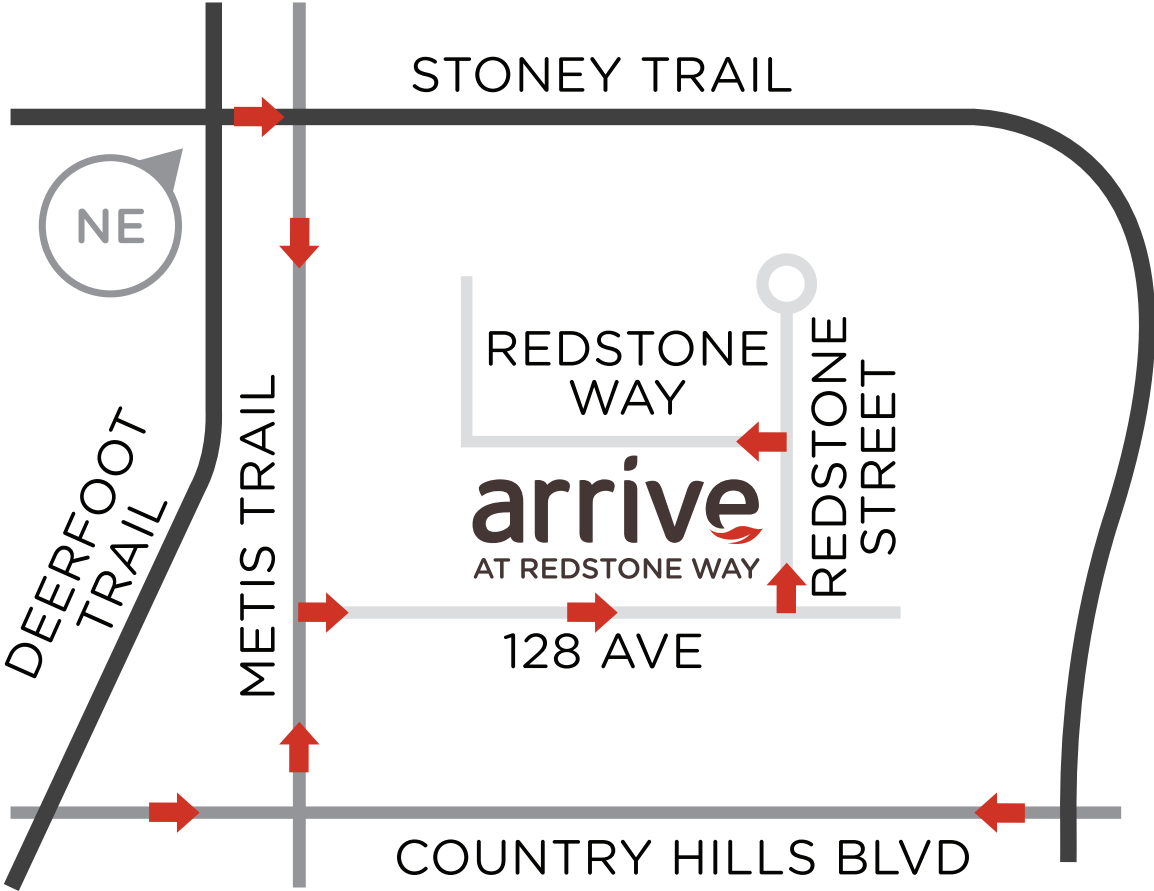 STONEY TRAIL
NE
REDSTONE
WAY
REDSTONE
STREET
DEERFOOT
TRAIL
METIS TRAIL
arrive
AT REDSTONE WAY
128 AVE
COUNTRY HILLS BLVD